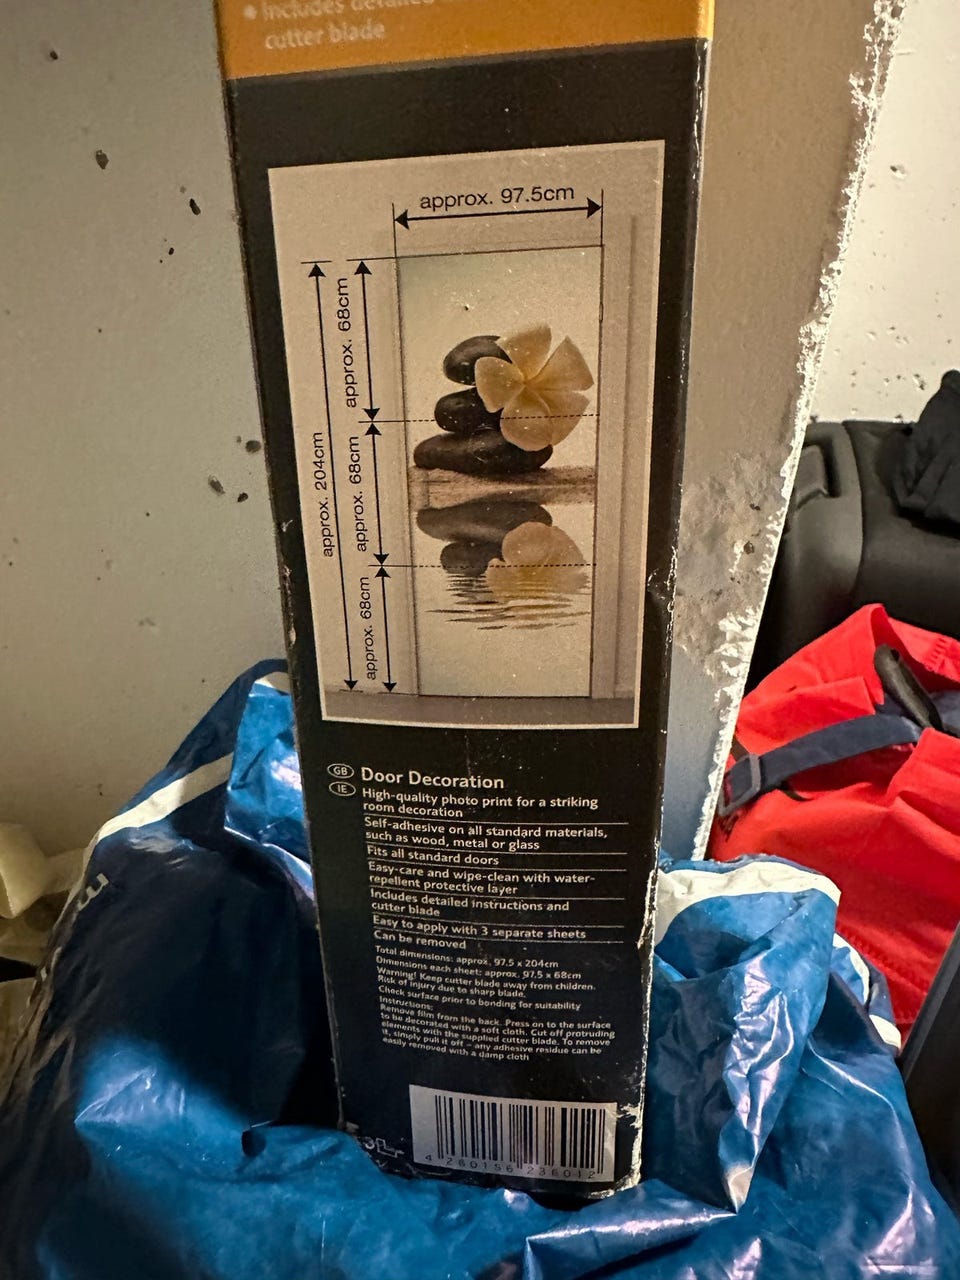 Includes detailed
cutter blade
approx. 97.5cm
approx. 204cm
approx. 68cm
approx. 68cm
approx. 68cm
GB Door Decoration
IE High-quality photo print for a striking
room decoration
Self-adhesive on all standard materials,
such as wood, metal or glass
Fits all standard doors
Easy-care and wipe-clean with water-
repellent protective layer
Includes detailed instructions and
cutter blade
Easy to apply with 3 separate sheets
Can be removed
Total dimensions: approx. 97.5 x 204cm
Dimensions each sheet: approx. 97.5 x 68cm
Warning! Keep cutter blade away from children.
Risk of injury due to sharp blade.
Check surface prior to bonding for suitability
Instructions:
Remove film from the back. Press on to the surface
to be decorated with a soft cloth. Cut off protruding
elements with the supplied cutter blade. To remove
it, simply pull it off – any adhesive residue can be
easily removed with a damp cloth
4 260156 236012